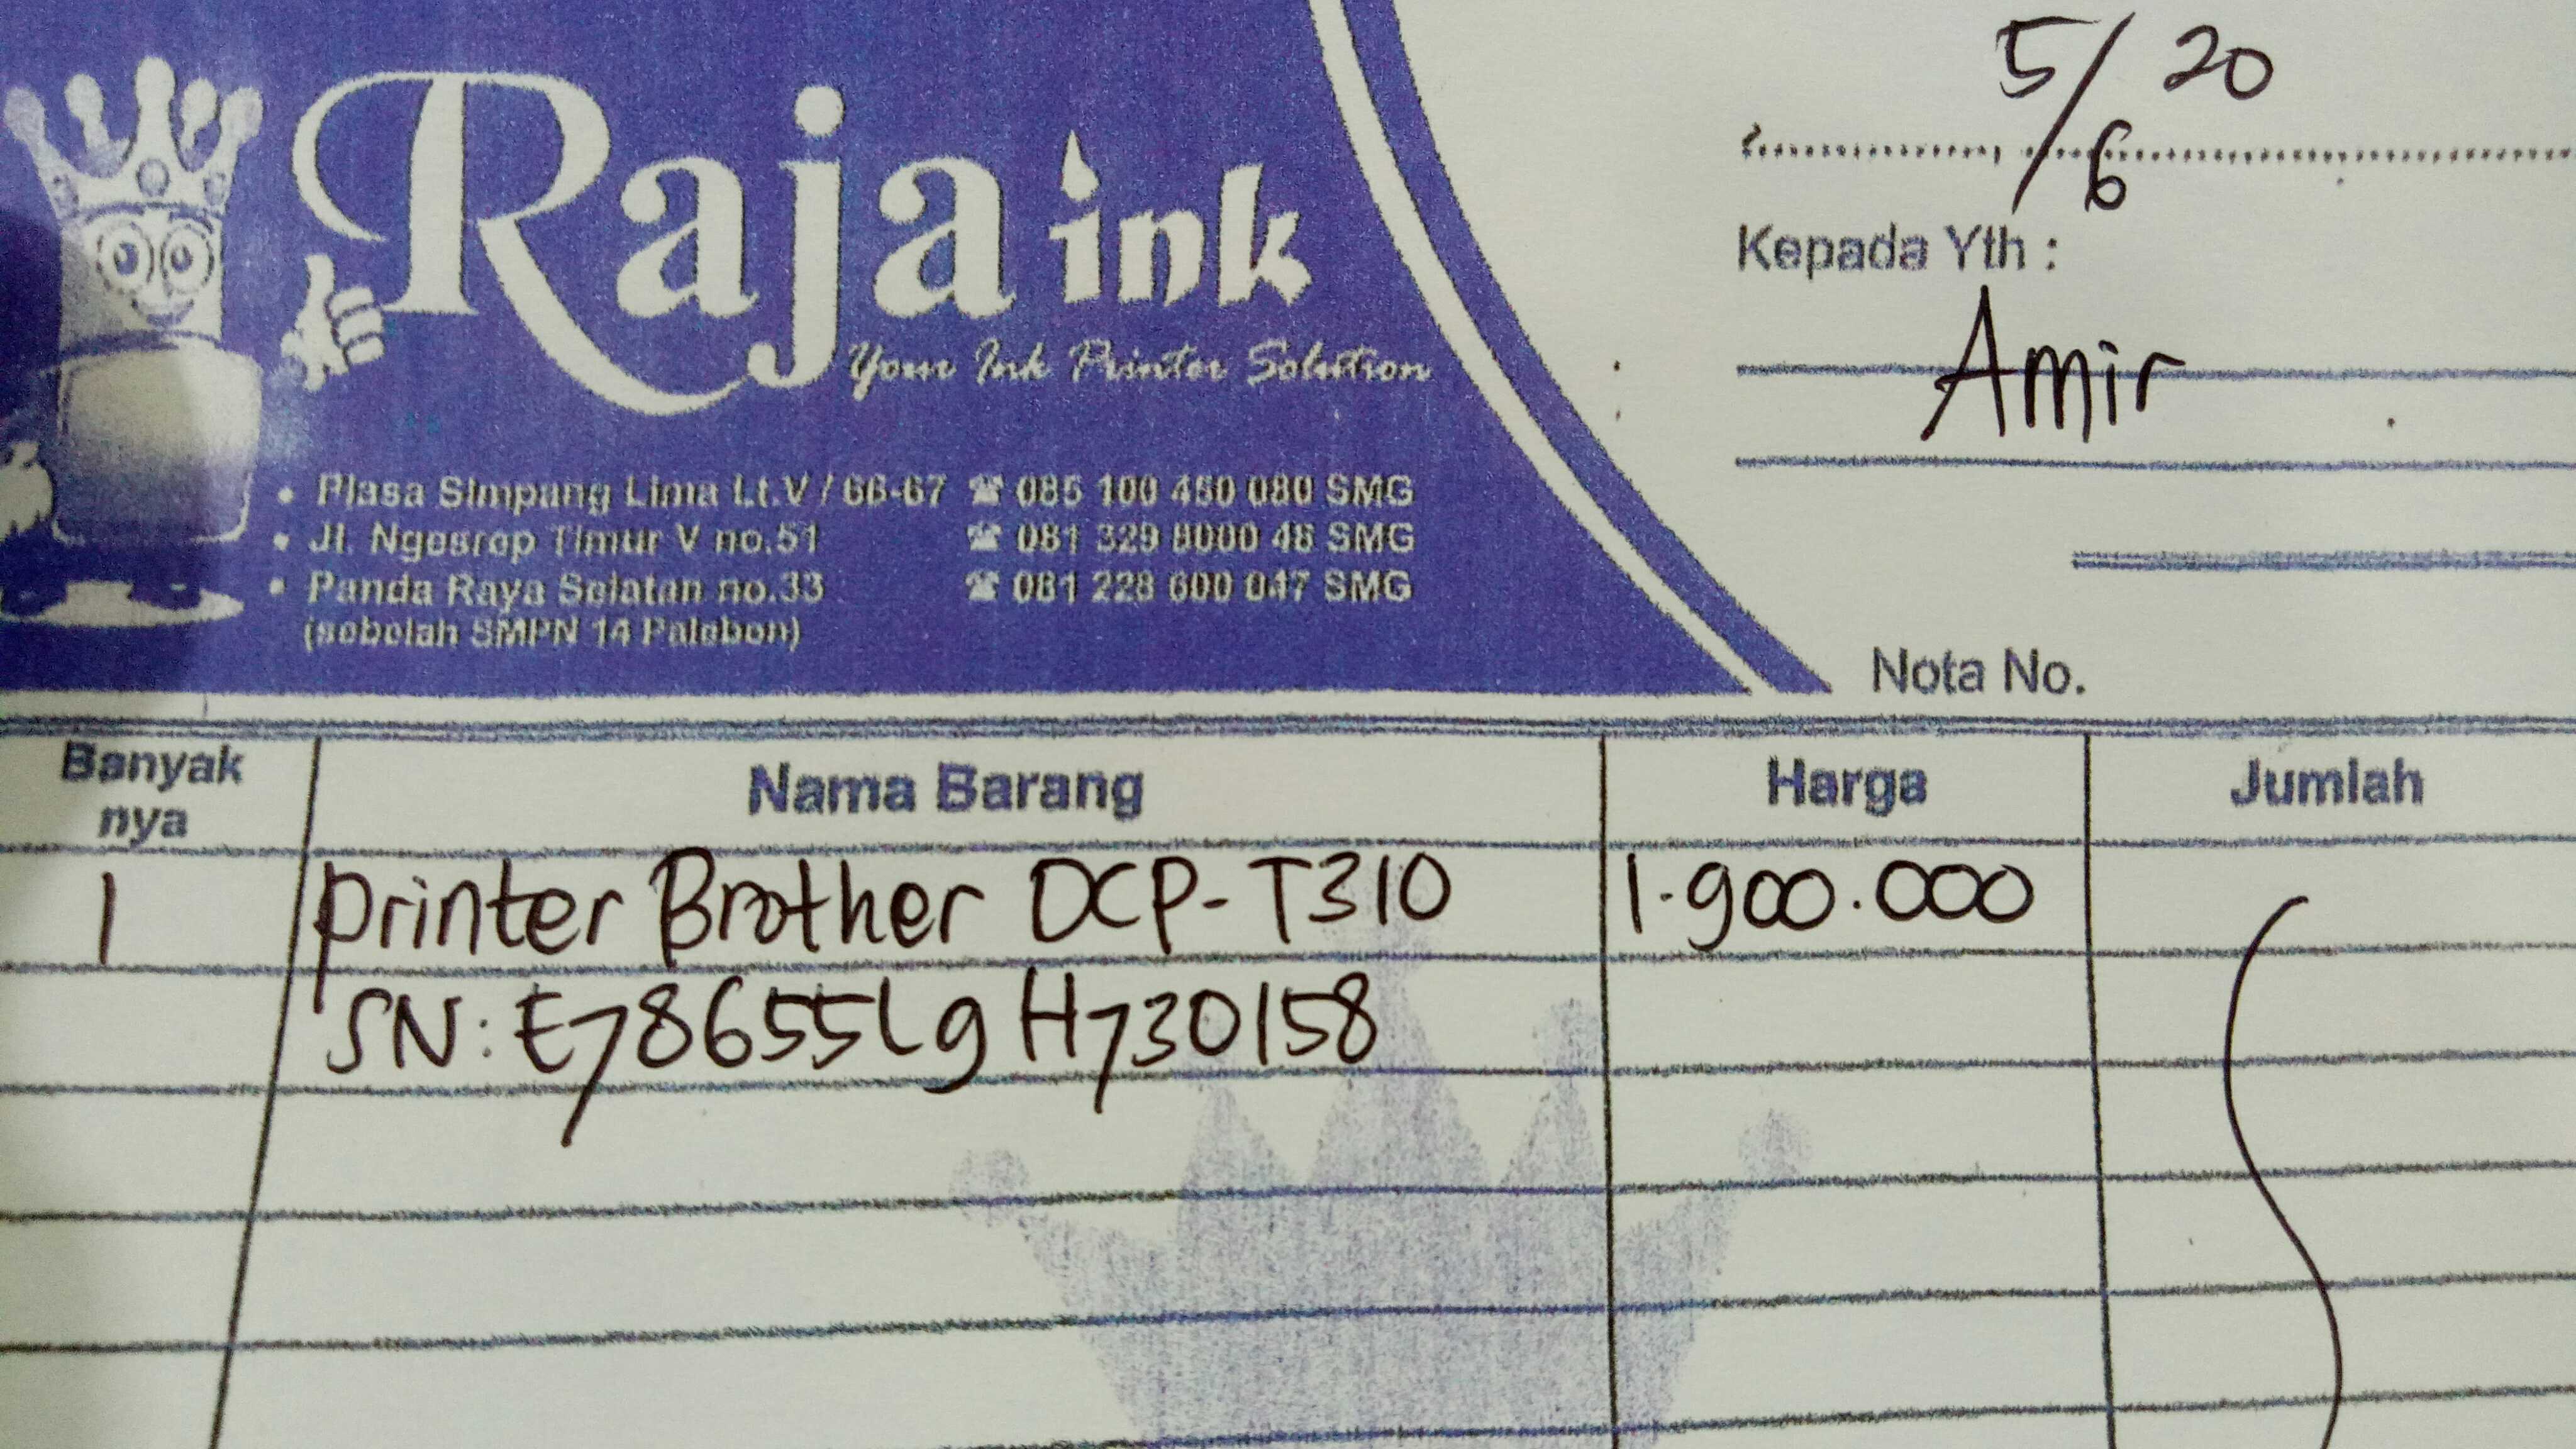 Raja ink
Your Ink Printer Solution
• Plasa Simpang Lima Lt.V / 66-67 ☎ 085 100 450 080 SMG
• Jl. Ngesrep Timur V no.51 ☎ 081 329 8000 48 SMG
• Panda Raya Selatan no.33 ☎ 081 228 600 047 SMG
(sebelah SMPN 14 Palebon)
5/6 20
Kepada Yth :
Amir
Nota No.
Banyak
nya
Nama Barang
Harga
Jumlah
1 Printer Brother DCP-T310 1.900.000
SN: E78655L9H730158